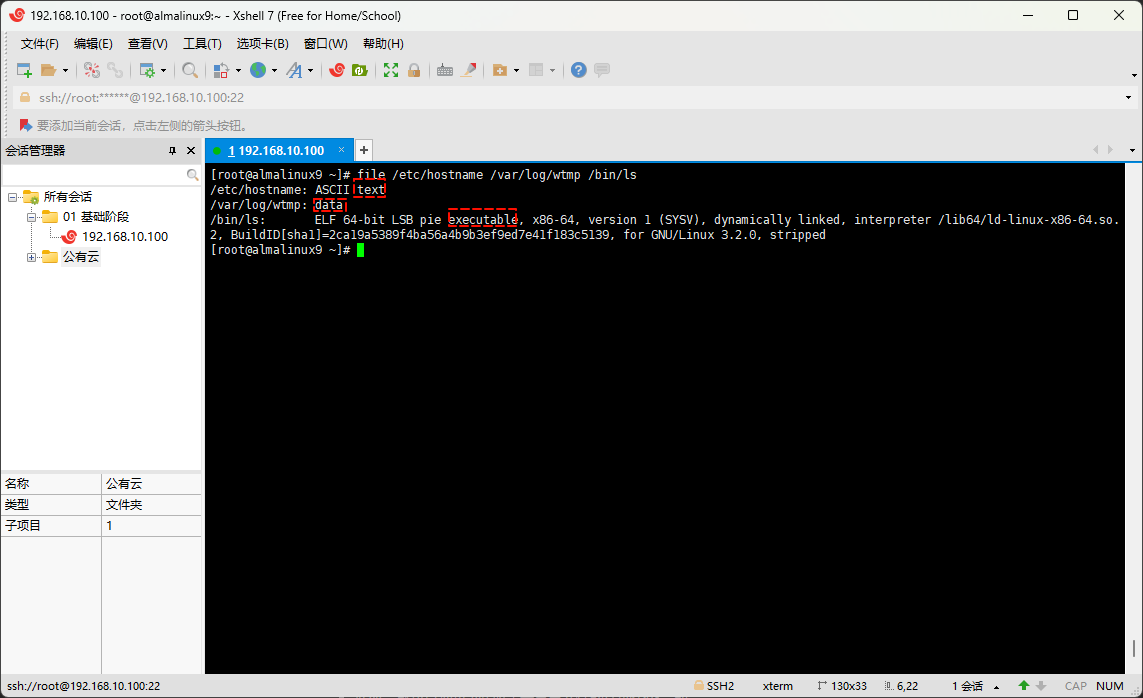 192.168.10.100 - root@almalinux9:~ - Xshell 7 (Free for Home/School)
文件(F) 编辑(E) 查看(V) 工具(T) 选项卡(B) 窗口(W) 帮助(H)
ssh://root:******@192.168.10.100:22
要添加当前会话，点击左侧的箭头按钮。
会话管理器
1 192.168.10.100
所有会话
01 基础阶段
192.168.10.100
公有云
[root@almalinux9 ~]# file /etc/hostname /var/log/wtmp /bin/ls
/etc/hostname: ASCII text
/var/log/wtmp: data
/bin/ls: ELF 64-bit LSB pie executable, x86-64, version 1 (SYSV), dynamically linked, interpreter /lib64/ld-linux-x86-64.so.
2, BuildID[sha1]=2ca19a5389f4ba56a4b9b3ef9ed7e41f183c5139, for GNU/Linux 3.2.0, stripped
[root@almalinux9 ~]#
名称 公有云
类型 文件夹
子项目 1
ssh://root@192.168.10.100:22 SSH2 xterm 130x33 6,22 1 会话 CAP NUM